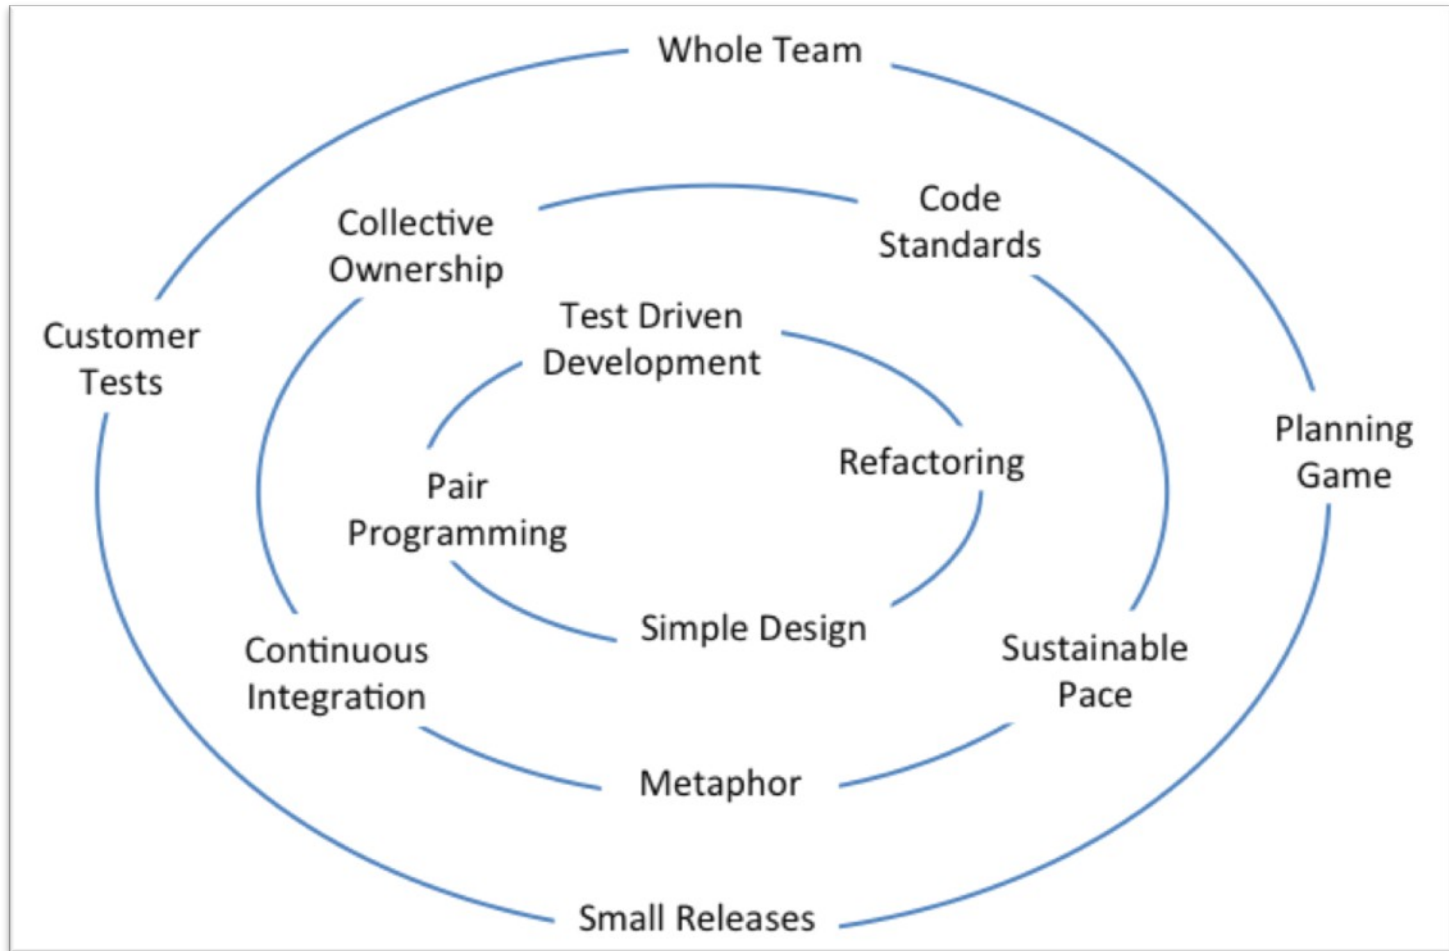 Whole Team
Collective
Ownership
Code
Standards
Customer
Tests
Test Driven
Development
Planning
Game
Refactoring
Pair
Programming
Simple Design
Continuous
Integration
Sustainable
Pace
Metaphor
Small Releases